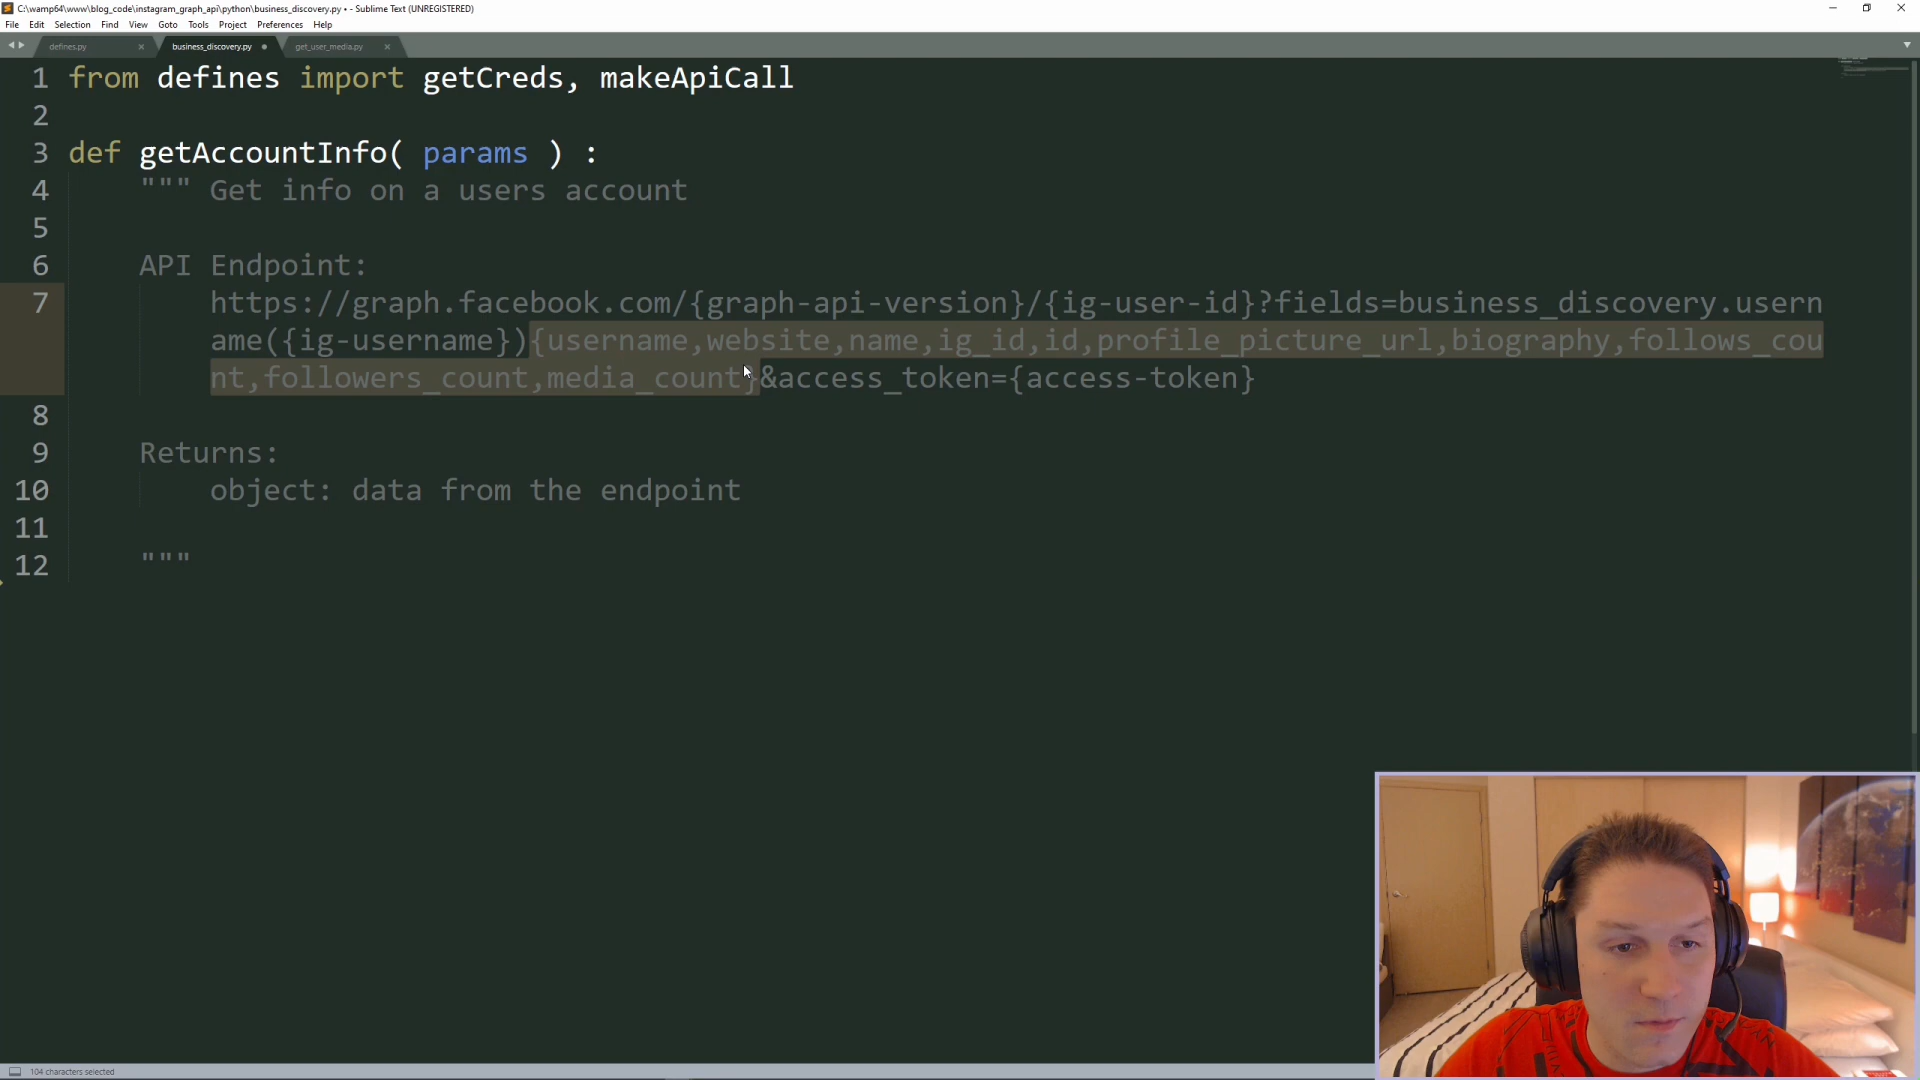 C:\wamp64\www\blog_code\instagram_graph_api\python\business_discovery.py • - Sublime Text (UNREGISTERED)
File Edit Selection Find View Goto Tools Project Preferences Help
defines.py business_discovery.py get_user_media.py
1 from defines import getCreds, makeApiCall
2
3 def getAccountInfo( params ) :
4 """ Get info on a users account
5
6 API Endpoint:
7 https://graph.facebook.com/{graph-api-version}/{ig-user-id}?fields=business_discovery.usern
ame({ig-username}){username,website,name,ig_id,id,profile_picture_url,biography,follows_cou
nt,followers_count,media_count}&access_token={access-token}
8
9 Returns:
10 object: data from the endpoint
11
12 """
104 characters selected